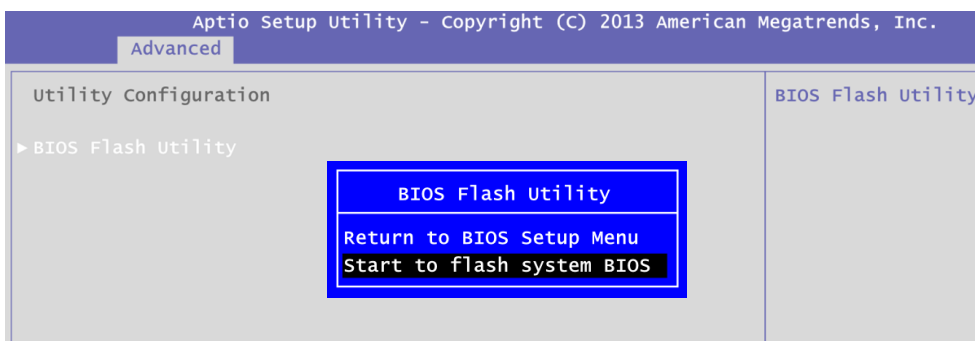 Aptio Setup Utility - Copyright (C) 2013 American Megatrends, Inc.
Advanced
Utility Configuration
BIOS Flash Utility
►BIOS Flash Utility
BIOS Flash Utility
Return to BIOS Setup Menu
Start to flash system BIOS